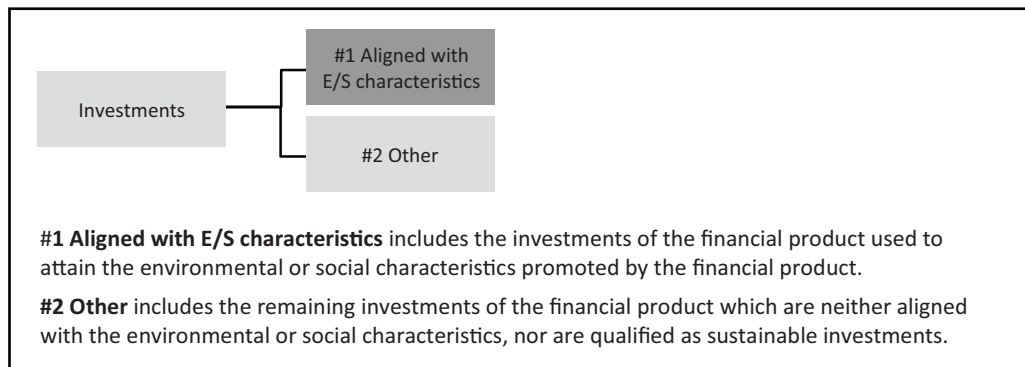 #1 Aligned with
E/S characteristics
Investments
#2 Other
#1 Aligned with E/S characteristics includes the investments of the financial product used to
attain the environmental or social characteristics promoted by the financial product.
#2 Other includes the remaining investments of the financial product which are neither aligned
with the environmental or social characteristics, nor are qualified as sustainable investments.